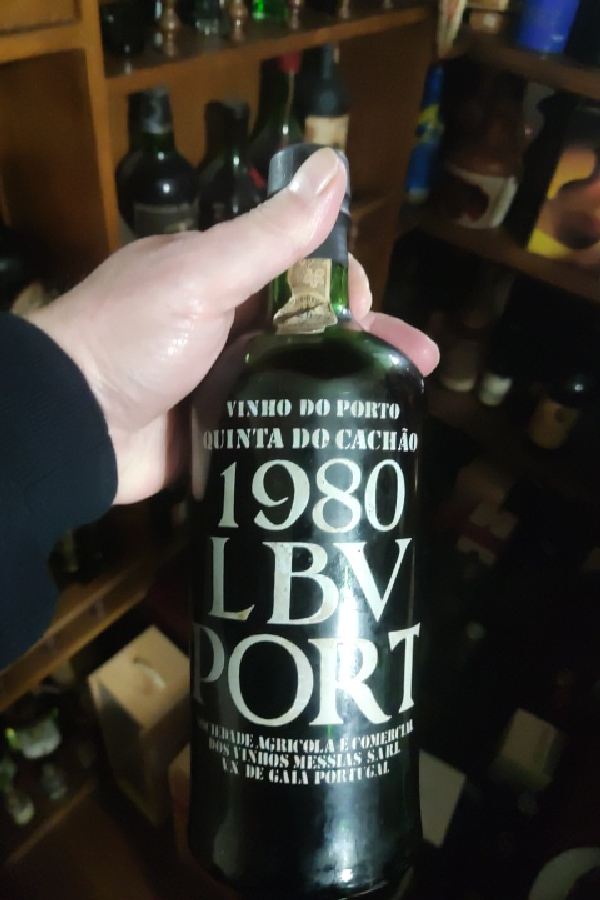 VINHO DO PORTO
QUINTA DO CACHÃO
1980
LBV
PORT
SOCIEDADE AGRICOLA E COMERCIAL
DOS VINHOS MESSIAS SARL
VN DE GAIA PORTUGAL